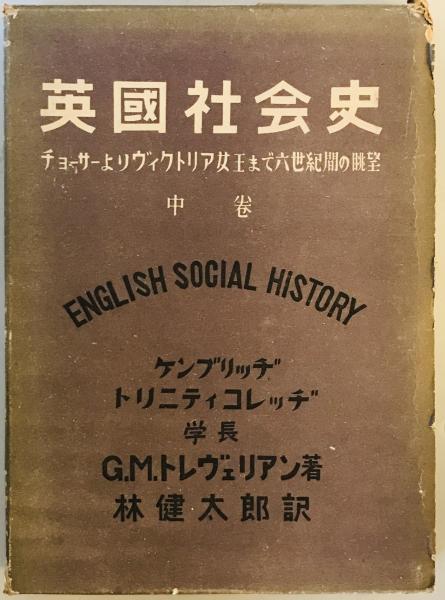 英國社会史
チョーサーよりヴィクトリア女王まで六世紀間の眺望
中 巻
ENGLISH SOCIAL HISTORY
ケンブリッヂ
トリニティコレッヂ
学長
G.M.トレヴェリアン著
林健太郎訳